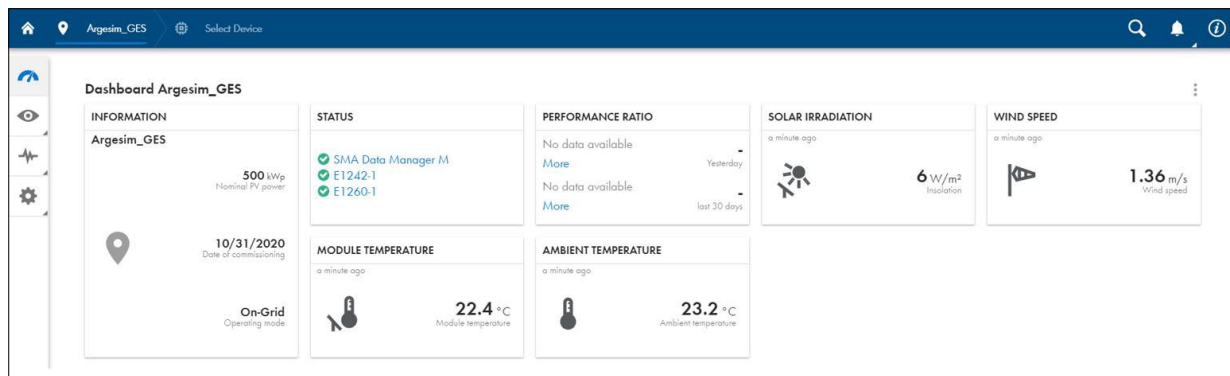 Argesim_GES
Select Device
Dashboard Argesim_GES
INFORMATION
Argesim_GES
500 kWp
Nominal PV power
10/31/2020
Date of commissioning
On-Grid
Operating mode
STATUS
SMA Data Manager M
E1242-1
E1260-1
PERFORMANCE RATIO
No data available
-
More
Yesterday
No data available
-
More
last 30 days
SOLAR IRRADIATION
a minute ago
6 W/m²
Insolation
WIND SPEED
a minute ago
1.36 m/s
Wind speed
MODULE TEMPERATURE
a minute ago
22.4 °C
Module temperature
AMBIENT TEMPERATURE
a minute ago
23.2 °C
Ambient temperature